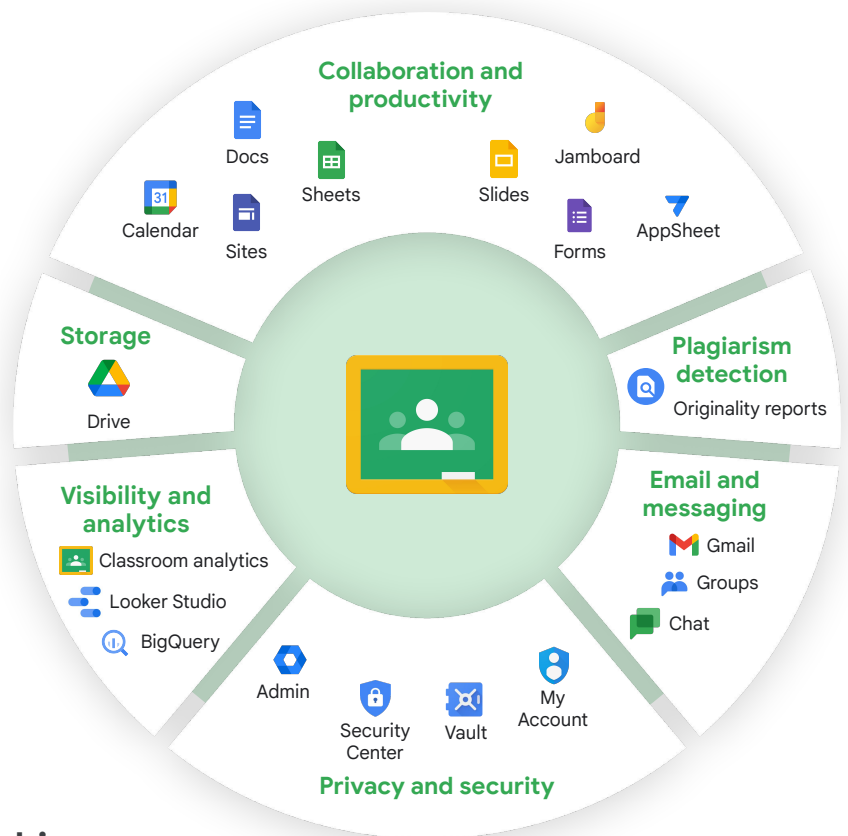 Collaboration and
productivity
Docs
Sheets
Slides
Jamboard
Calendar
31
Sites
Forms
AppSheet
Storage
Drive
Plagiarism
detection
Originality reports
Visibility and
analytics
Classroom analytics
Looker Studio
BigQuery
Email and
messaging
Gmail
Groups
Chat
Admin
Security
Center
Vault
My
Account
Privacy and security